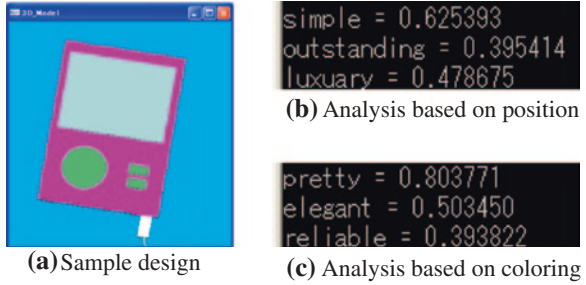 3D_Model
(a) Sample design
simple = 0.625393
outstanding = 0.395414
luxuary = 0.478675
(b) Analysis based on position
pretty = 0.803771
elegant = 0.503450
reliable = 0.393822
(c) Analysis based on coloring